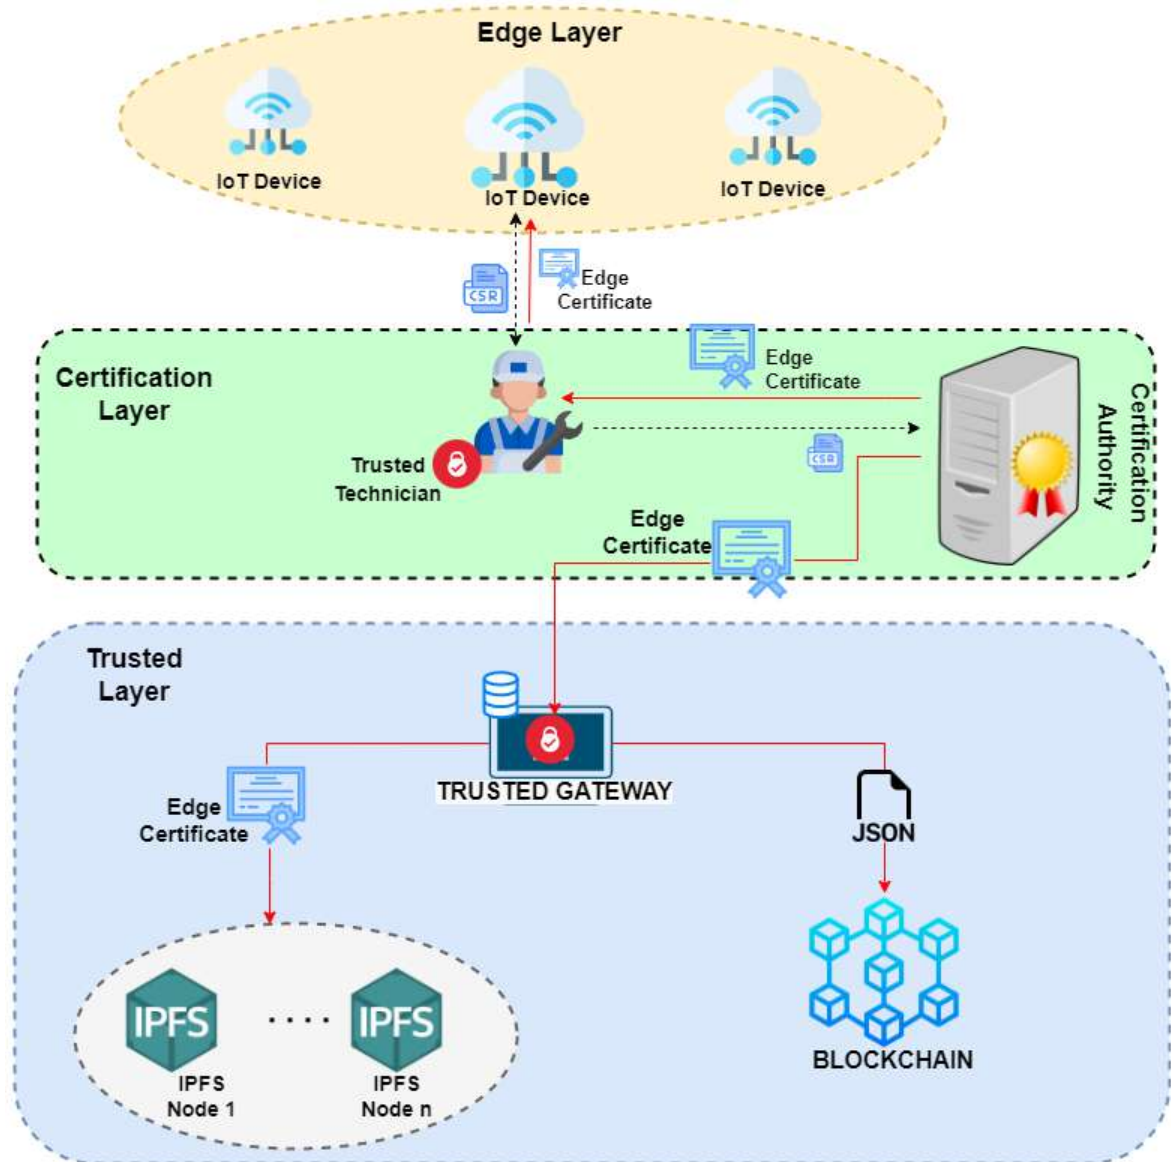 Edge Layer
IoT Device
IoT Device
IoT Device
CSR
Edge
Certificate
Certification
Layer
Edge
Certificate
Certification
Authority
CSR
Trusted
Technician
Edge
Certificate
Trusted
Layer
TRUSTED GATEWAY
Edge
Certificate
JSON
IPFS
. . . .
IPFS
IPFS
Node 1
IPFS
Node n
BLOCKCHAIN